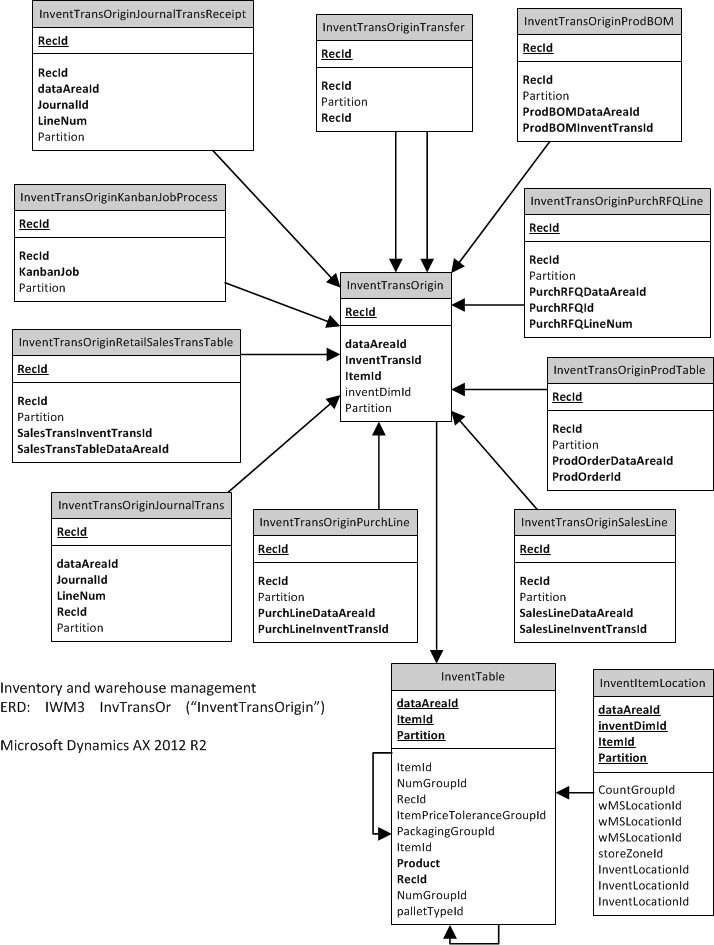 InventTransOriginJournalTransReceipt
RecId
RecId
dataAreaId
JournalId
LineNum
Partition
InventTransOriginTransfer
RecId
RecId
Partition
RecId
InventTransOriginProdBOM
RecId
RecId
Partition
ProdBOMDataAreaId
ProdBOMInventTransId
InventTransOriginKanbanJobProcess
RecId
RecId
KanbanJob
Partition
InventTransOriginPurchRFQLine
RecId
RecId
Partition
PurchRFQDataAreaId
PurchRFQId
PurchRFQLineNum
InventTransOrigin
RecId
dataAreaId
InventTransId
ItemId
inventDimId
Partition
InventTransOriginRetailSalesTransTable
RecId
RecId
Partition
SalesTransInventTransId
SalesTransTableDataAreaId
InventTransOriginProdTable
RecId
RecId
Partition
ProdOrderDataAreaId
ProdOrderId
InventTransOriginJournalTrans
RecId
dataAreaId
JournalId
LineNum
RecId
Partition
InventTransOriginPurchLine
RecId
RecId
Partition
PurchLineDataAreaId
PurchLineInventTransId
InventTransOriginSalesLine
RecId
RecId
Partition
SalesLineDataAreaId
SalesLineInventTransId
Inventory and warehouse management
ERD: IWM3 InvTransOr (“InventTransOrigin”)
Microsoft Dynamics AX 2012 R2
InventTable
dataAreaId
ItemId
Partition
ItemId
NumGroupId
RecId
ItemPriceToleranceGroupId
PackagingGroupId
ItemId
Product
RecId
NumGroupId
palletTypeId
InventItemLocation
dataAreaId
inventDimId
ItemId
Partition
CountGroupId
wMSLocationId
wMSLocationId
wMSLocationId
storeZoneId
InventLocationId
InventLocationId
InventLocationId